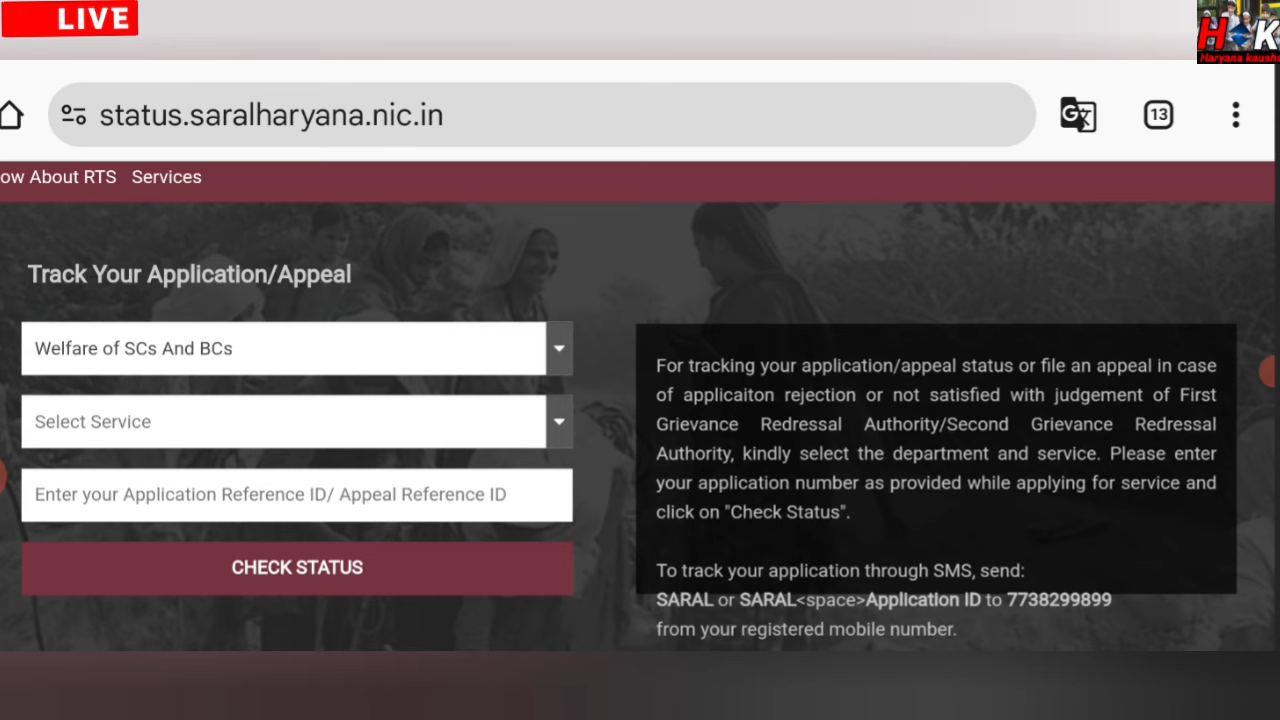 LIVE
H K
Haryana kausha
status.saralharyana.nic.in
13
ow About RTS Services
Track Your Application/Appeal
Welfare of SCs And BCs
Select Service
Enter your Application Reference ID/ Appeal Reference ID
CHECK STATUS
For tracking your application/appeal status or file an appeal in case
of applicaiton rejection or not satisfied with judgement of First
Grievance Redressal Authority/Second Grievance Redressal
Authority, kindly select the department and service. Please enter
your application number as provided while applying for service and
click on "Check Status".
To track your application through SMS, send:
SARAL or SARAL<space>Application ID to 7738299899
from your registered mobile number.